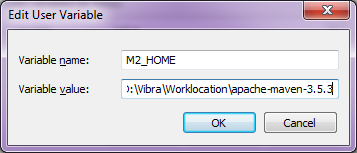 Edit User Variable
Variable name: M2_HOME
Variable value: :\Vibra\Worklocation\apache-maven-3.5.3
OK Cancel